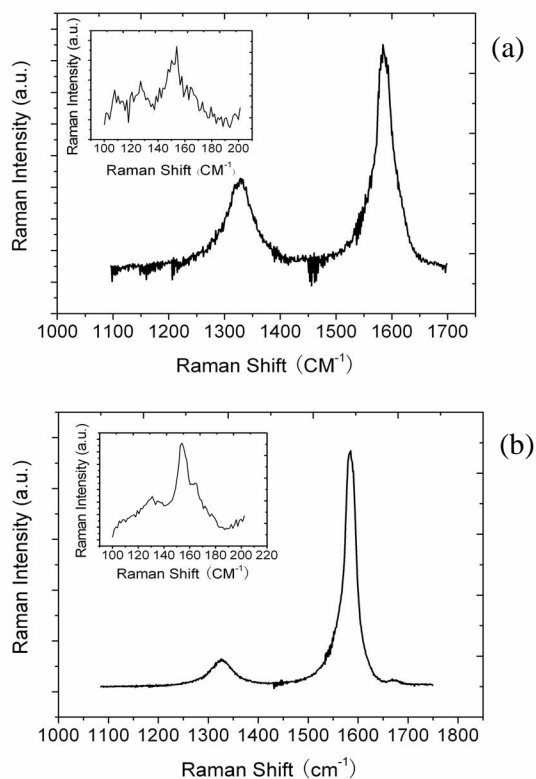 (a)
Raman Intensity (a.u.)
Raman Intensity (a.u.)
100 120 140 160 180 200
Raman Shift (CM-1)
1000 1100 1200 1300 1400 1500 1600 1700
Raman Shift (CM-1)
(b)
Raman Intensity (a.u.)
Raman Intensity (a.u.)
100 120 140 160 180 200 220
Raman Shift (CM-1)
1000 1100 1200 1300 1400 1500 1600 1700 1800
Raman Shift (cm-1)